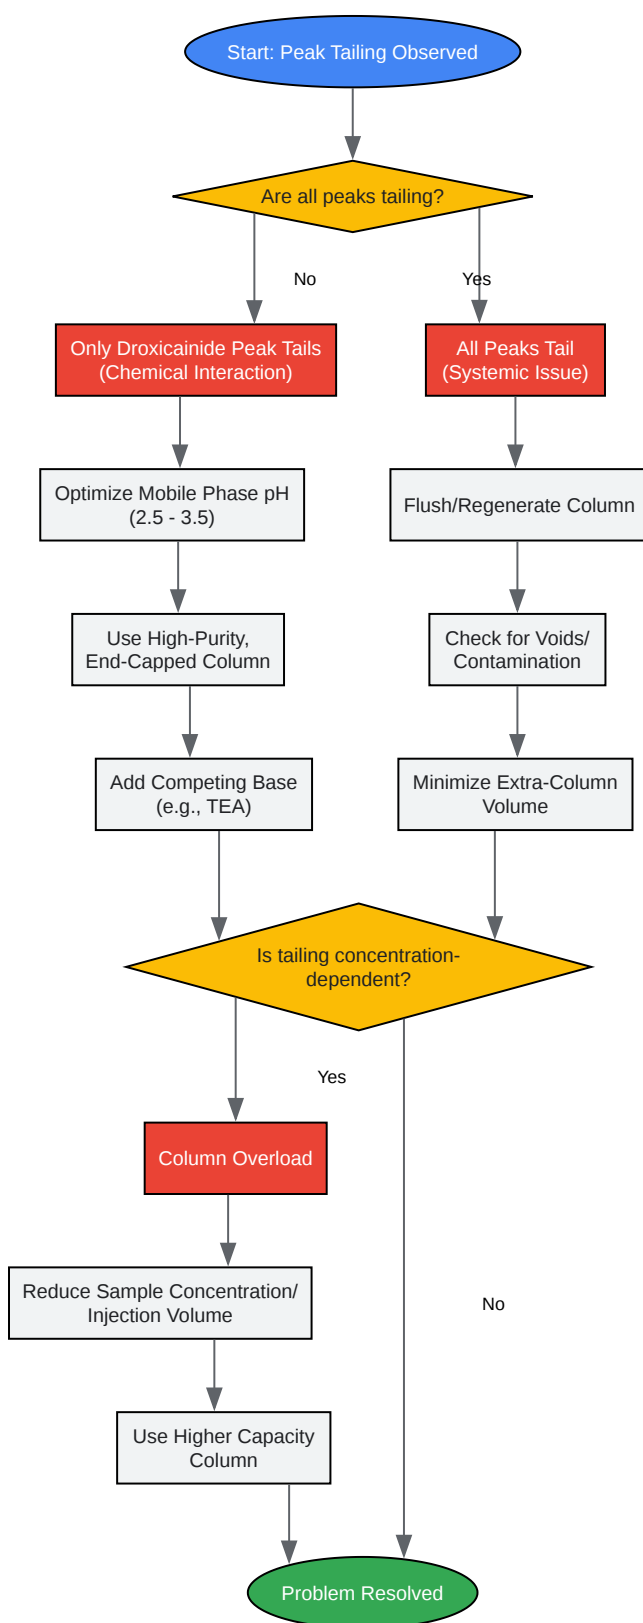 Start: Peak Tailing Observed
Are all peaks tailing?
No
Yes
Only Droxicainide Peak Tails
(Chemical Interaction)
All Peaks Tail
(Systemic Issue)
Optimize Mobile Phase pH
(2.5 - 3.5)
Flush/Regenerate Column
Use High-Purity,
End-Capped Column
Check for Voids/
Contamination
Add Competing Base
(e.g., TEA)
Minimize Extra-Column
Volume
Is tailing concentration-
dependent?
Yes
Column Overload
Reduce Sample Concentration/
Injection Volume
No
Use Higher Capacity
Column
Problem Resolved